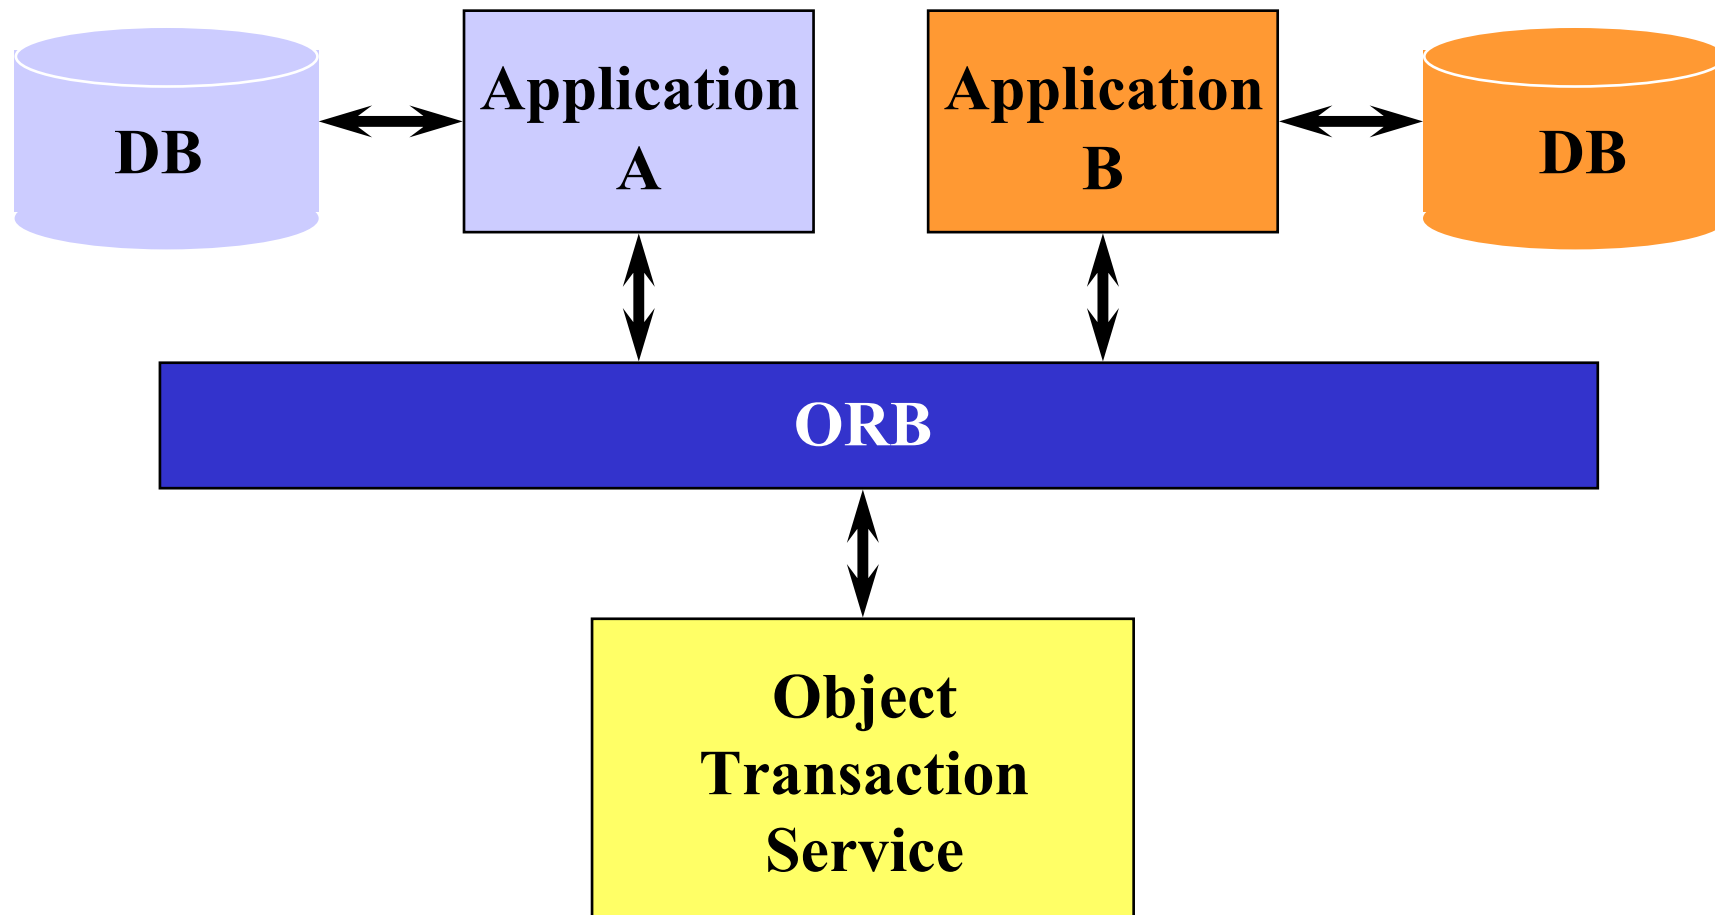 DB
Application
A
Application
B
DB
ORB
Object
Transaction
Service